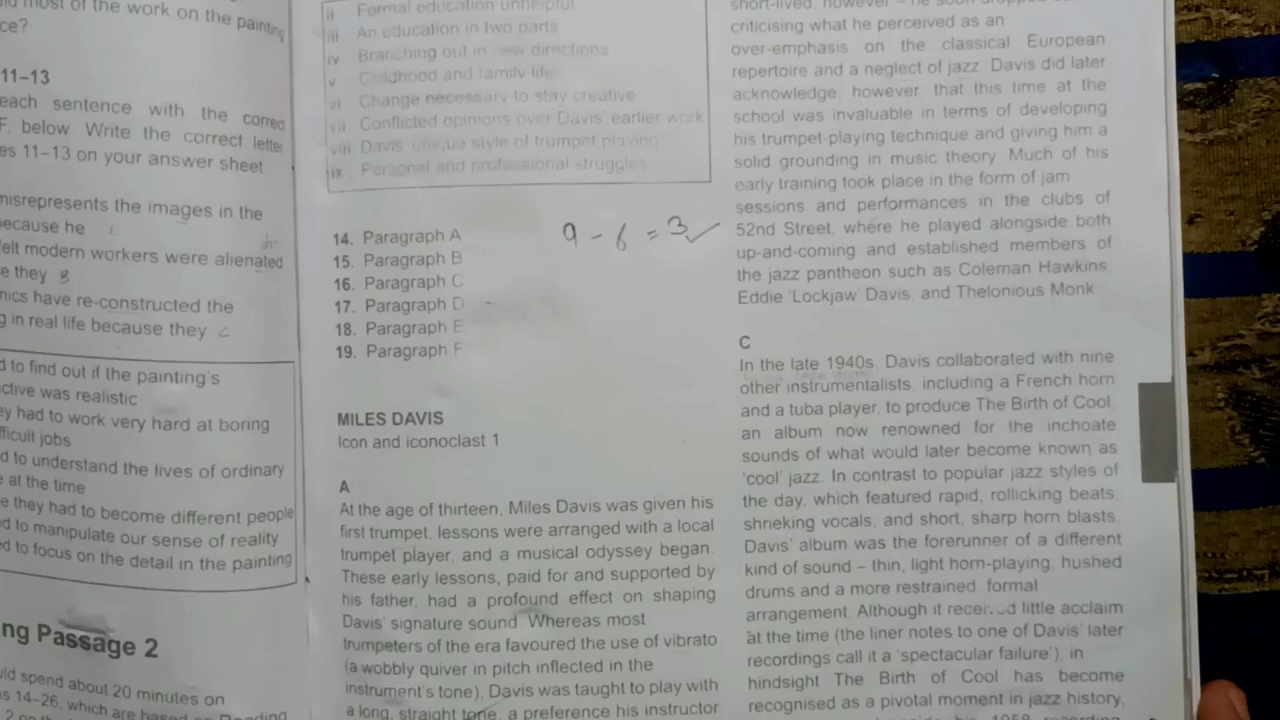 most of the work on the painting
ce?
11–13
each sentence with the correct
F, below Write the correct letter
es 11–13 on your answer sheet
misrepresents the images in the
because he
felt modern workers were alienated
e they B
nics have re-constructed the
g in real life because they c
d to find out if the painting's
ctive was realistic
ey had to work very hard at boring
fficult jobs
d to understand the lives of ordinary
at the time
e they had to become different people
ed to manipulate our sense of reality
ed to focus on the detail in the painting
ng Passage 2
uld spend about 20 minutes on
s 14–26, which are based on Reading
ii Formal education unhelpful
iii An education in two parts
iv Branching out in new directions
v Childhood and family life
vi Change necessary to stay creative
vii Conflicted opinions over Davis' earlier work
viii Davis' unique style of trumpet playing
ix Personal and professional struggles
9 - 6 = 3 ✓
14. Paragraph A
15. Paragraph B
16. Paragraph C
17. Paragraph D
18. Paragraph E
19. Paragraph F
MILES DAVIS
Icon and iconoclast 1
A
At the age of thirteen, Miles Davis was given his
first trumpet, lessons were arranged with a local
trumpet player, and a musical odyssey began.
These early lessons, paid for and supported by
his father, had a profound effect on shaping
Davis' signature sound. Whereas most
trumpeters of the era favoured the use of vibrato
(a wobbly quiver in pitch inflected in the
instrument's tone), Davis was taught to play with
a long, straight tone, a preference his instructor
short-lived, however – he soon dropped
criticising what he perceived as an
over-emphasis on the classical European
repertoire and a neglect of jazz. Davis did later
acknowledge, however, that this time at the
school was invaluable in terms of developing
his trumpet-playing technique and giving him a
solid grounding in music theory. Much of his
early training took place in the form of jam
sessions and performances in the clubs of
52nd Street, where he played alongside both
up-and-coming and established members of
the jazz pantheon such as Coleman Hawkins,
Eddie 'Lockjaw' Davis, and Thelonious Monk
C
In the late 1940s, Davis collaborated with nine
other instrumentalists, including a French horn
and a tuba player, to produce The Birth of Cool,
an album now renowned for the inchoate
sounds of what would later become known as
'cool' jazz. In contrast to popular jazz styles of
the day, which featured rapid, rollicking beats,
shrieking vocals, and short, sharp horn blasts,
Davis' album was the forerunner of a different
kind of sound – thin, light horn-playing, hushed
drums and a more restrained, formal
arrangement. Although it received little acclaim
at the time (the liner notes to one of Davis' later
recordings call it a 'spectacular failure'), in
hindsight The Birth of Cool has become
recognised as a pivotal moment in jazz history,
his 1958 recording